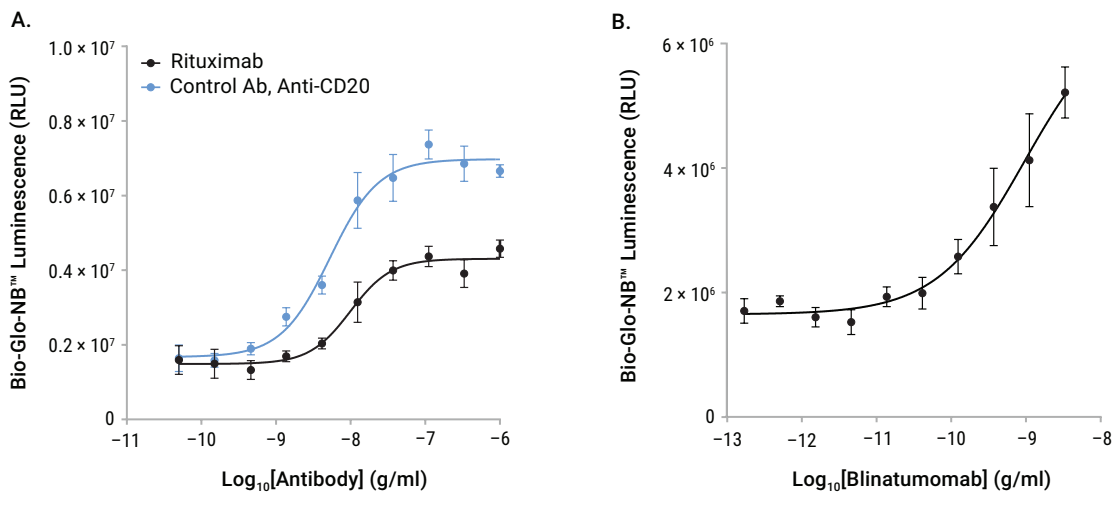 A.
Bio-Glo-NB™ Luminescence (RLU)
1.0 × 10⁷
0.8 × 10⁷
0.6 × 10⁷
0.4 × 10⁷
0.2 × 10⁷
0
Rituximab
Control Ab, Anti-CD20
−11 −10 −9 −8 −7 −6
Log₁₀[Antibody] (g/ml)
B.
Bio-Glo-NB™ Luminescence (RLU)
6 × 10⁶
4 × 10⁶
2 × 10⁶
0
−13 −12 −11 −10 −9 −8
Log₁₀[Blinatumomab] (g/ml)